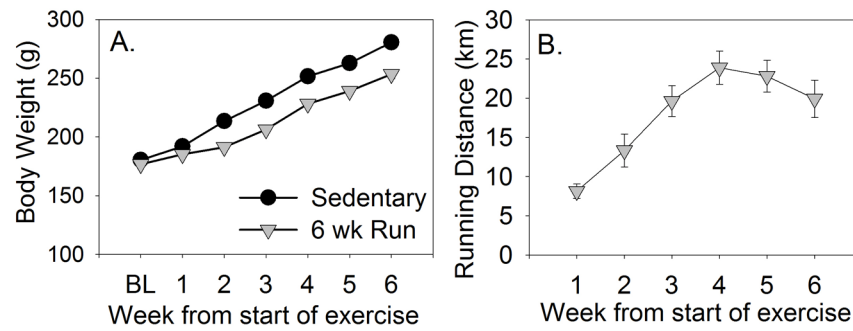 A.
Body Weight (g)
300
250
200
150
100
Sedentary
6 wk Run
BL 1 2 3 4 5 6
Week from start of exercise
B.
Running Distance (km)
30
25
20
15
10
5
0
1 2 3 4 5 6
Week from start of exercise